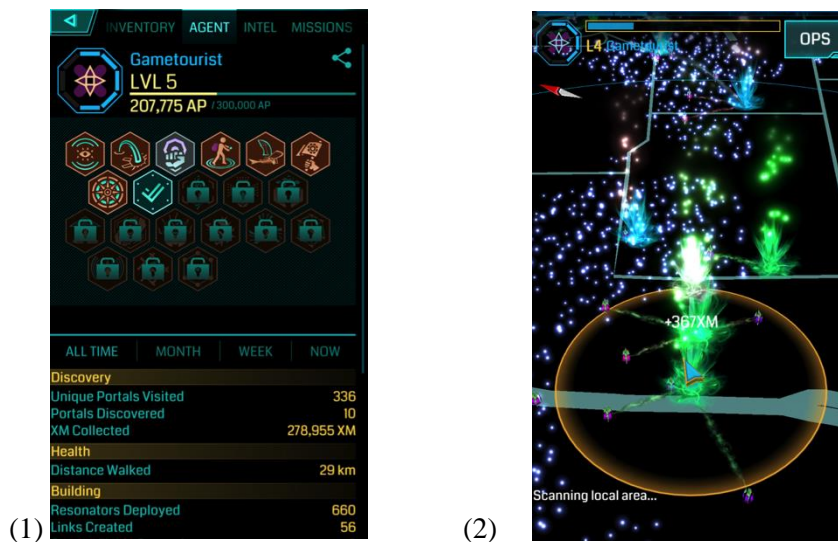 INVENTORY AGENT INTEL MISSIONS
Gametourist
LVL 5
207,775 AP / 300,000 AP
ALL TIME MONTH WEEK NOW
Discovery
Unique Portals Visited 336
Portals Discovered 10
XM Collected 278,955 XM
Health
Distance Walked 29 km
Building
Resonators Deployed 660
Links Created 56
(1)
L4 Gametourist
OPS
+367XM
Scanning local area...
(2)